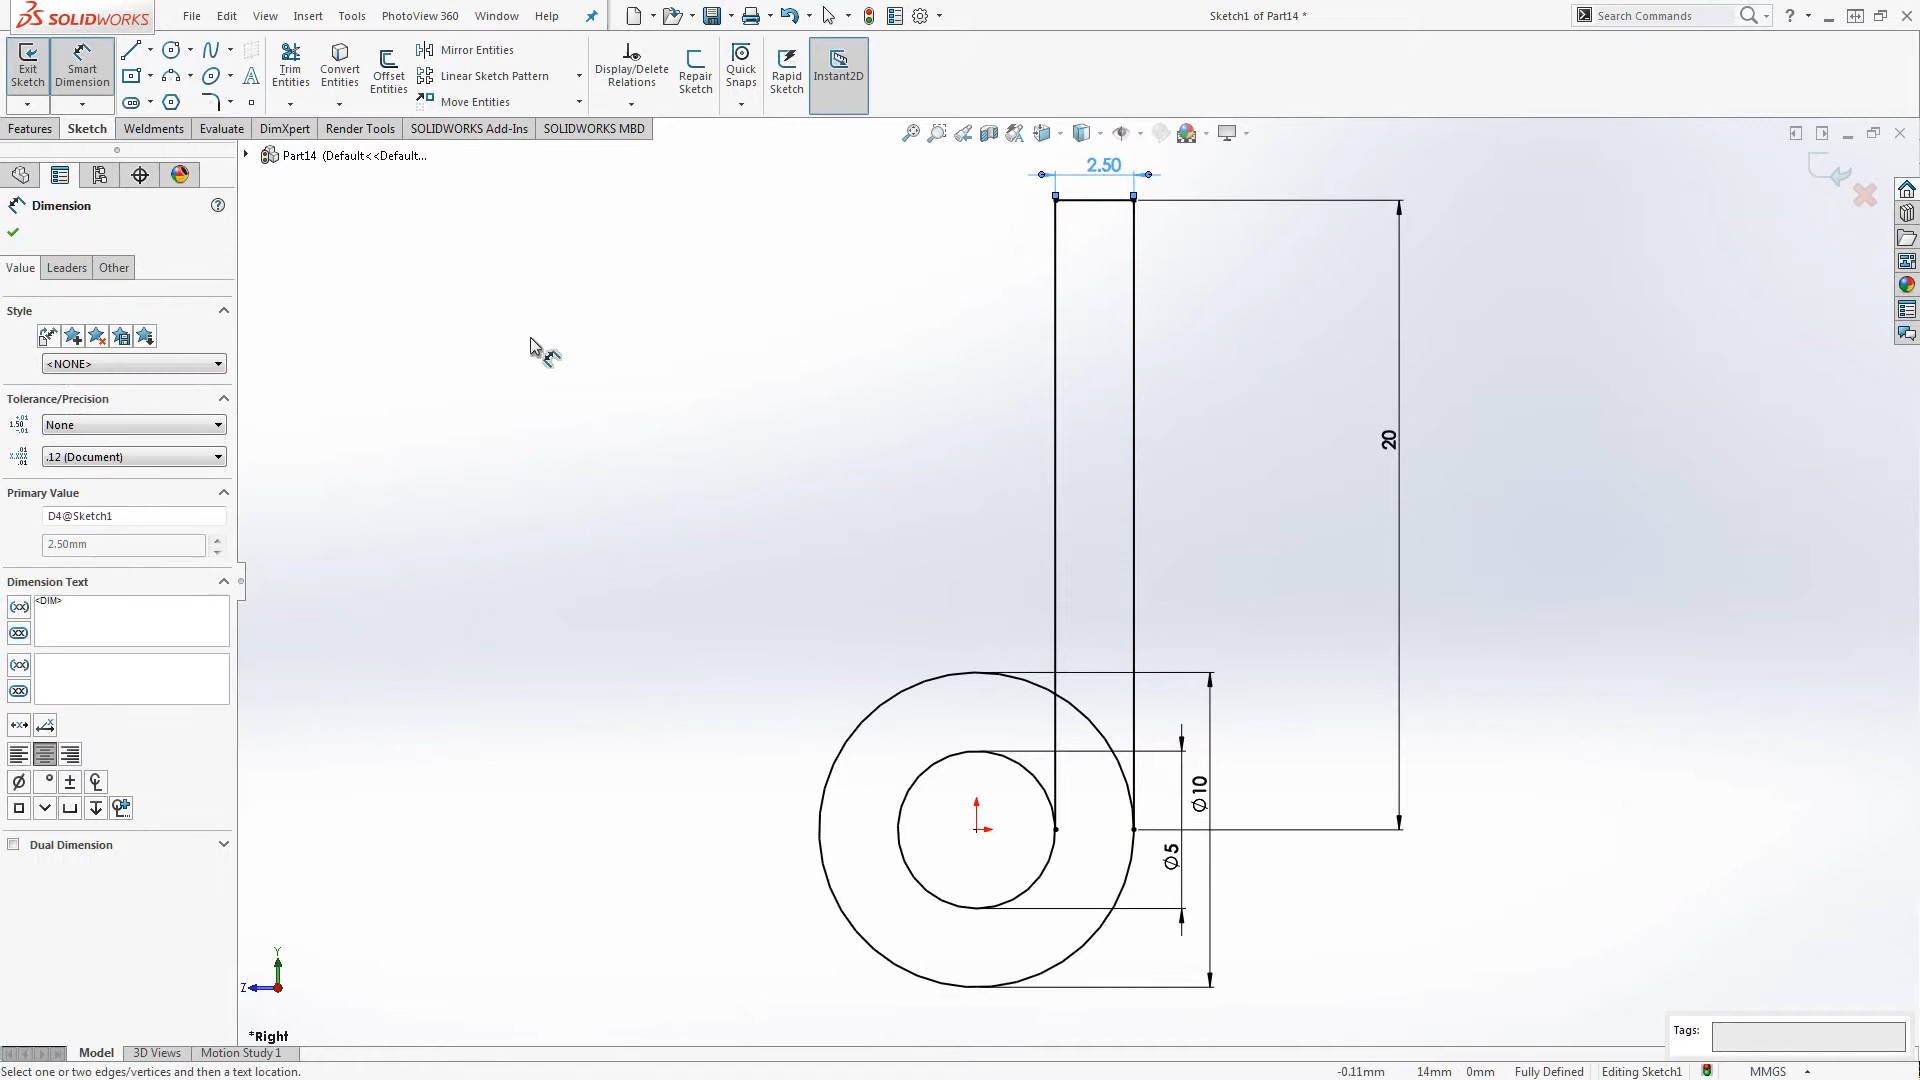 SOLIDWORKS File Edit View Insert Tools PhotoView 360 Window Help Sketch1 of Part14 * Search Commands
Exit Sketch
Smart Dimension
Trim Entities
Convert Entities
Offset Entities
Mirror Entities
Linear Sketch Pattern
Move Entities
Display/Delete Relations
Repair Sketch
Quick Snaps
Rapid Sketch
Instant2D
Features Sketch Weldments Evaluate DimXpert Render Tools SOLIDWORKS Add-Ins SOLIDWORKS MBD
Part14 (Default<<Default...
Dimension
Value Leaders Other
Style
<NONE>
Tolerance/Precision
None
.12 (Document)
Primary Value
D4@Sketch1
2.50mm
Dimension Text
<DIM>
Dual Dimension
2.50
20
∅10
∅5
Y
Z
*Right
Tags:
Model 3D Views Motion Study 1
Select one or two edges/vertices and then a text location. -0.11mm 14mm 0mm Fully Defined Editing Sketch1 MMGS